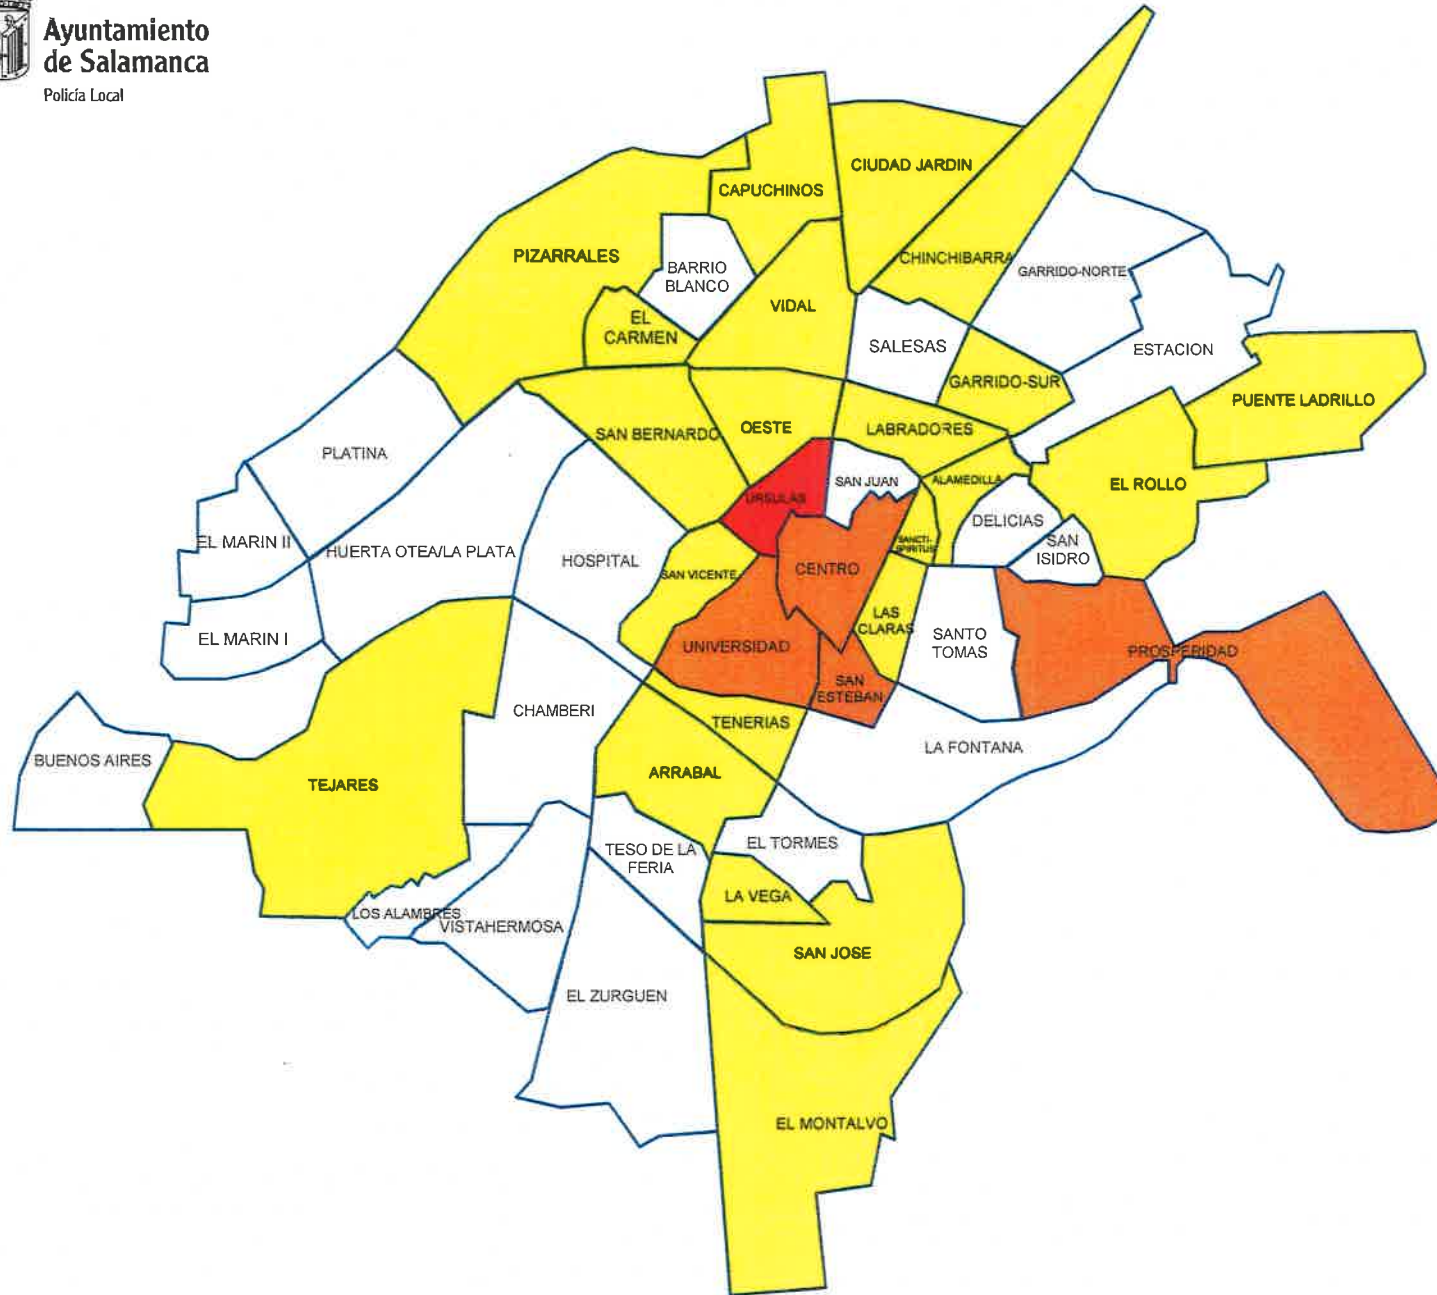 Ayuntamiento
de Salamanca
Policía Local
CIUDAD JARDIN
CAPUCHINOS
PIZARRALES
CHINCHIBARRA
BARRIO
BLANCO
GARRIDO-NORTE
VIDAL
EL
CARMEN
SALESAS
ESTACION
GARRIDO-SUR
PUENTE LADRILLO
SAN BERNARDO
OESTE
LABRADORES
PLATINA
URSULAS
SAN JUAN
ALAMEDILLA
EL ROLLO
DELICIAS
EL MARIN II
HUERTA OTEA/LA PLATA
HOSPITAL
SANCTI-
SPIRITUS
SAN
ISIDRO
SAN VICENTE
CENTRO
EL MARIN I
UNIVERSIDAD
LAS
CLARAS
SANTO
TOMAS
PROSPERIDAD
SAN
ESTEBAN
CHAMBERI
TENERIAS
LA FONTANA
BUENOS AIRES
TEJARES
ARRABAL
TESO DE LA
FERIA
EL TORMES
LA VEGA
LOS ALAMBRES
VISTAHERMOSA
SAN JOSE
EL ZURGUEN
EL MONTALVO